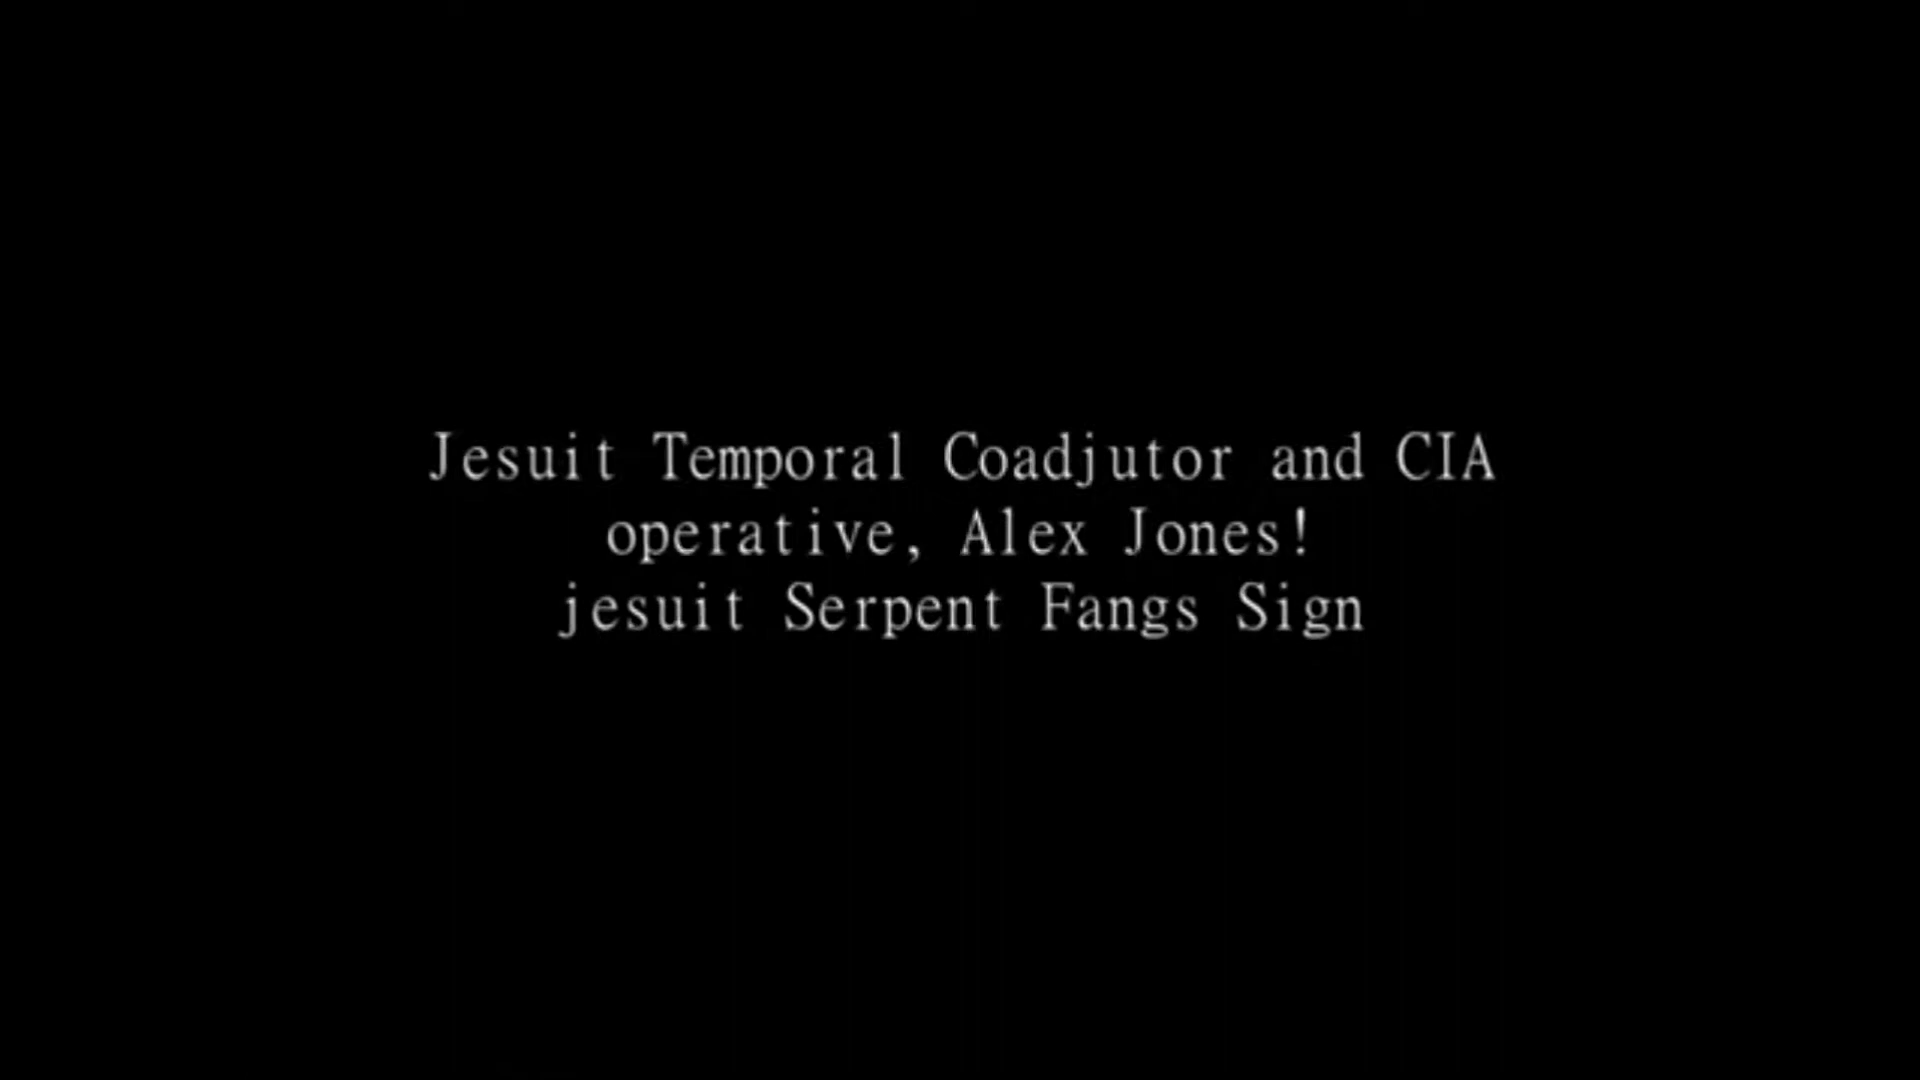 Jesuit Temporal Coadjutor and CIA
operative, Alex Jones!
jesuit Serpent Fangs Sign